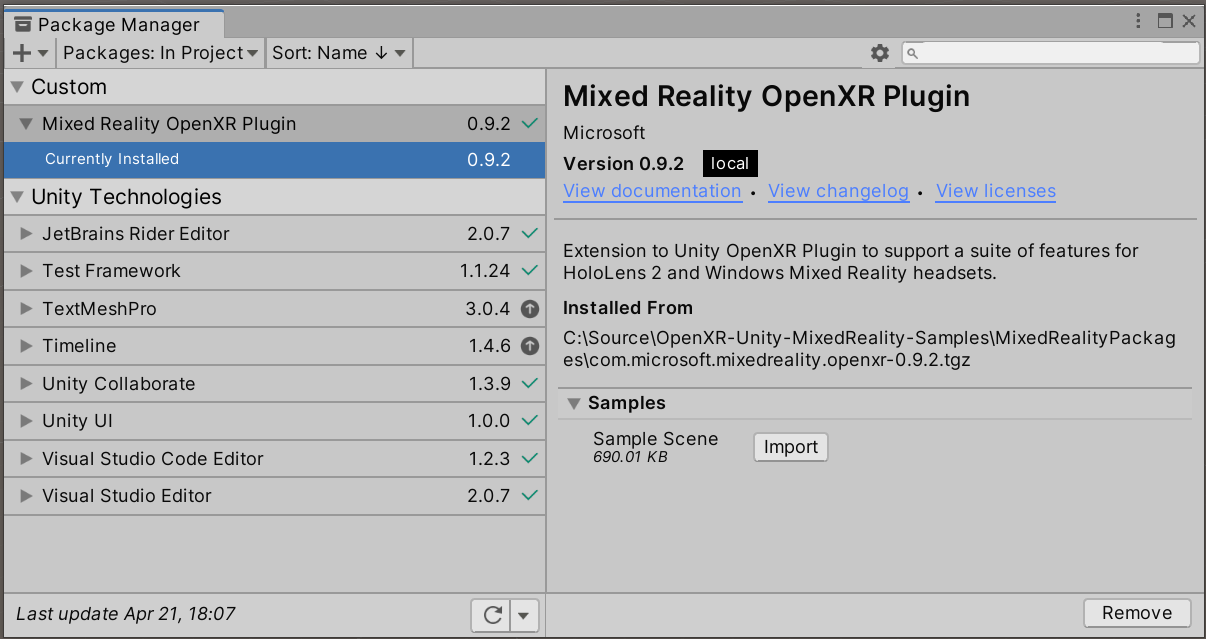 Package Manager
Packages: In Project
Sort: Name ↓
Custom
Mixed Reality OpenXR Plugin 0.9.2
Currently Installed 0.9.2
Unity Technologies
JetBrains Rider Editor 2.0.7
Test Framework 1.1.24
TextMeshPro 3.0.4
Timeline 1.4.6
Unity Collaborate 1.3.9
Unity UI 1.0.0
Visual Studio Code Editor 1.2.3
Visual Studio Editor 2.0.7
Last update Apr 21, 18:07
Mixed Reality OpenXR Plugin
Microsoft
Version 0.9.2 local
View documentation • View changelog • View licenses
Extension to Unity OpenXR Plugin to support a suite of features for
HoloLens 2 and Windows Mixed Reality headsets.
Installed From
C:\Source\OpenXR-Unity-MixedReality-Samples\MixedRealityPackag
es\com.microsoft.mixedreality.openxr-0.9.2.tgz
Samples
Sample Scene
690.01 KB
Import
Remove